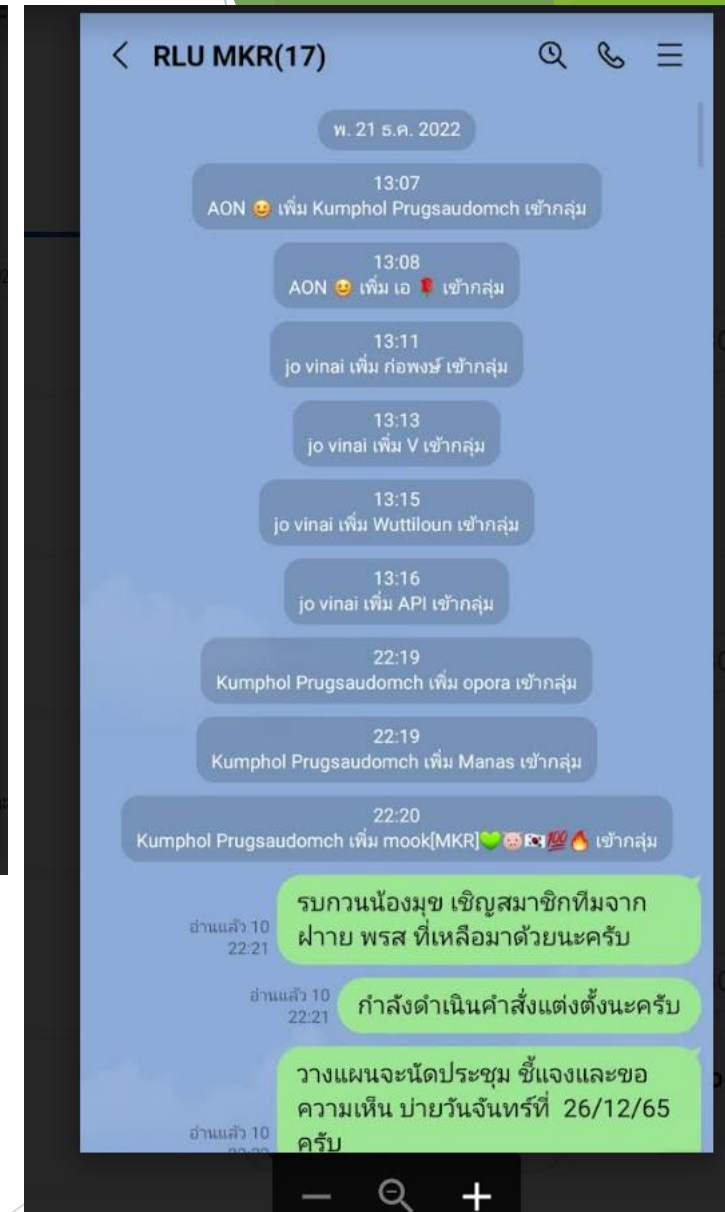 RLU MKR(17)
พ. 21 ธ.ค. 2022
13:07
AON 😆 เพิ่ม Kumphol Prugsaudomch เข้ากลุ่ม
13:08
AON 😆 เพิ่ม เอ 🌹 เข้ากลุ่ม
13:11
jo vinai เพิ่ม ก่อพงษ์ เข้ากลุ่ม
13:13
jo vinai เพิ่ม V เข้ากลุ่ม
13:15
jo vinai เพิ่ม Wuttiloun เข้ากลุ่ม
13:16
jo vinai เพิ่ม API เข้ากลุ่ม
22:19
Kumphol Prugsaudomch เพิ่ม opora เข้ากลุ่ม
22:19
Kumphol Prugsaudomch เพิ่ม Manas เข้ากลุ่ม
22:20
Kumphol Prugsaudomch เพิ่ม mook[MKR]💚🐷🇰🇷💯🔥 เข้ากลุ่ม
รบกวนน้องมุข เชิญสมาชิกทีมจาก
ฝาาย พรส ที่เหลือมาด้วยนะครับ
อ่านแล้ว 10
22:21
กำลังดำเนินคำสั่งแต่งตั้งนะครับ
อ่านแล้ว 10
22:21
วางแผนจะนัดประชุม ชี้แจงและขอ
ความเห็น บ่ายวันจันทร์ที่ 26/12/65
ครับ
อ่านแล้ว 10